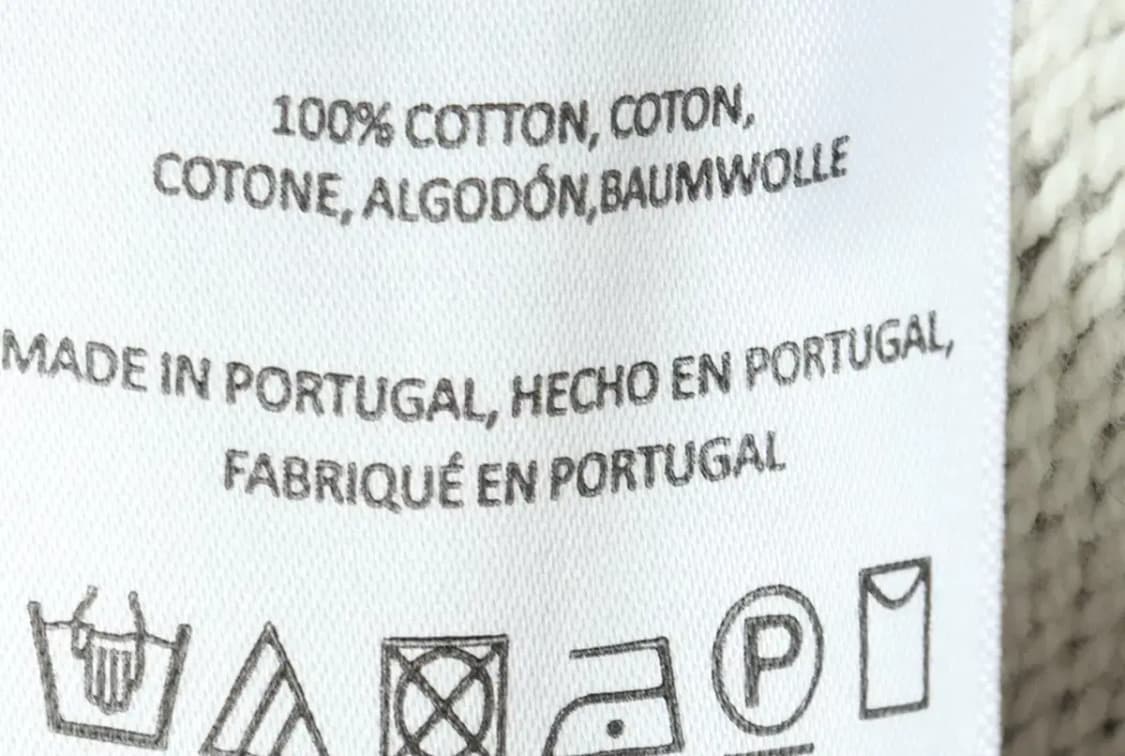 100% COTTON, COTON,
COTONE, ALGODÓN,BAUMWOLLE
MADE IN PORTUGAL, HECHO EN PORTUGAL,
FABRIQUÉ EN PORTUGAL
P